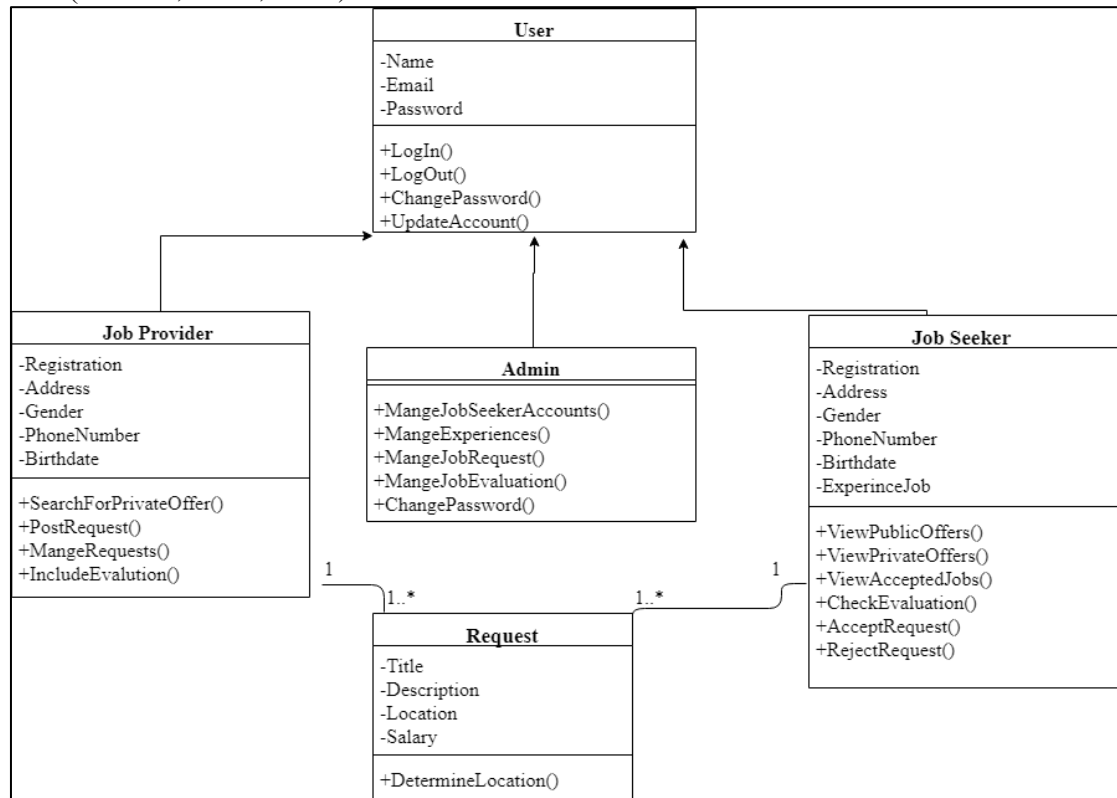 User
-Name
-Email
-Password
+LogIn()
+LogOut()
+ChangePassword()
+UpdateAccount()
Job Provider
-Registration
-Address
-Gender
-PhoneNumber
-Birthdate
+SearchForPrivateOffer()
+PostRequest()
+MangeRequests()
+IncludeEvalution()
Admin
+MangeJobSeekerAccounts()
+MangeExperiences()
+MangeJobRequest()
+MangeJobEvaluation()
+ChangePassword()
Job Seeker
-Registration
-Address
-Gender
-PhoneNumber
-Birthdate
-ExperinceJob
+ViewPublicOffers()
+ViewPrivateOffers()
+ViewAcceptedJobs()
+CheckEvaluation()
+AcceptRequest()
+RejectRequest()
1
1..*
1..*
1
Request
-Title
-Description
-Location
-Salary
+DetermineLocation()